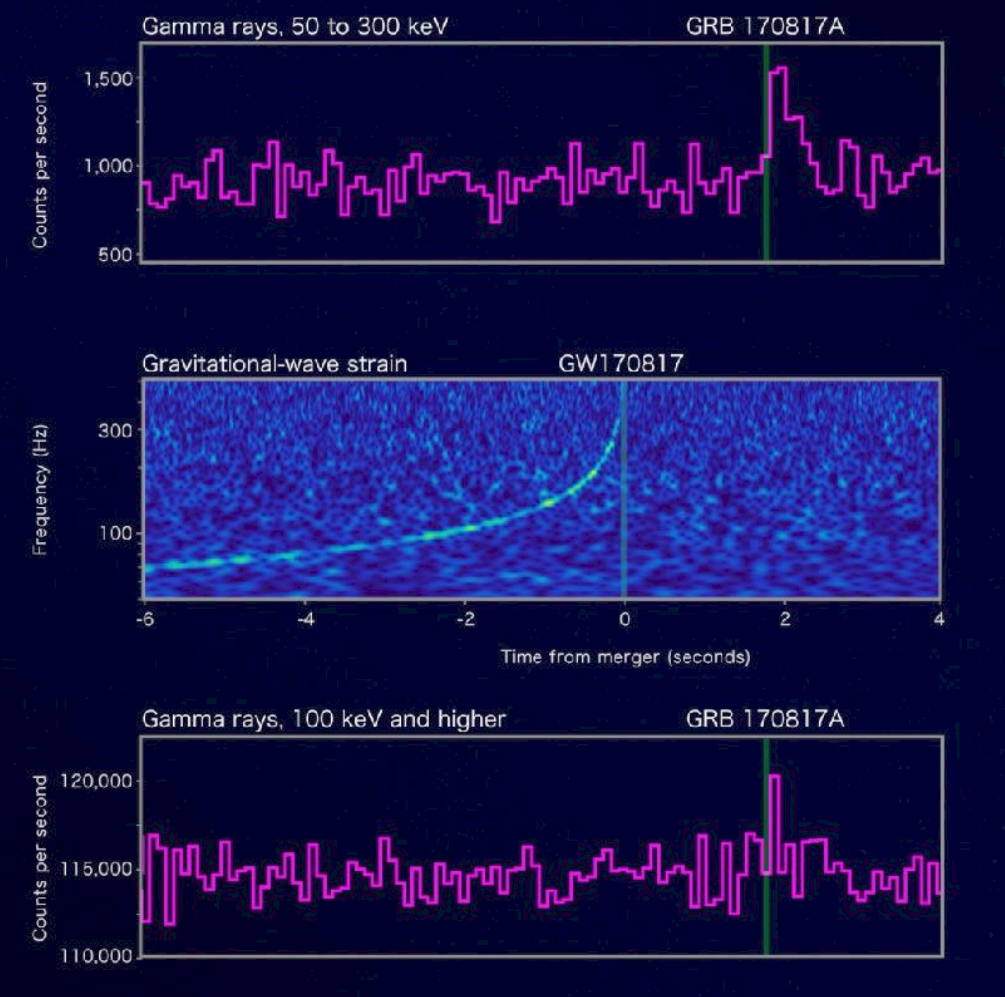 Gamma rays, 50 to 300 keV GRB 170817A
1,500
1,000
500
Counts per second
Gravitational-wave strain GW170817
300
100
Frequency (Hz)
-6 -4 -2 0 2 4
Time from merger (seconds)
Gamma rays, 100 keV and higher GRB 170817A
120,000
115,000
110,000
Counts per second